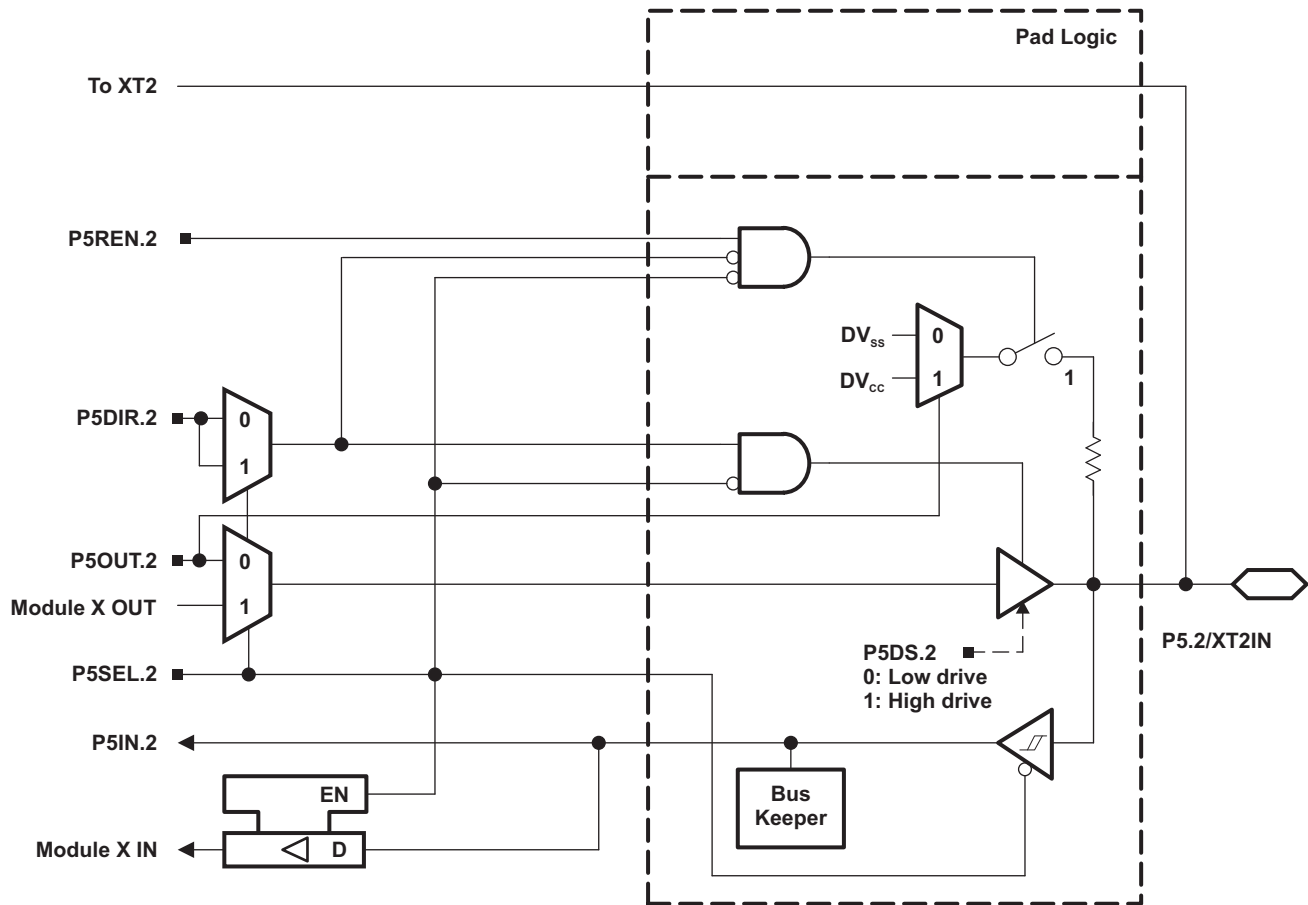 Pad Logic
To XT2
P5REN.2
DVSS
0
DVCC
1
1
P5DIR.2
0
1
P5OUT.2
0
Module X OUT
1
P5.2/XT2IN
P5DS.2
0: Low drive
1: High drive
P5SEL.2
P5IN.2
Bus
Keeper
EN
Module X IN
D